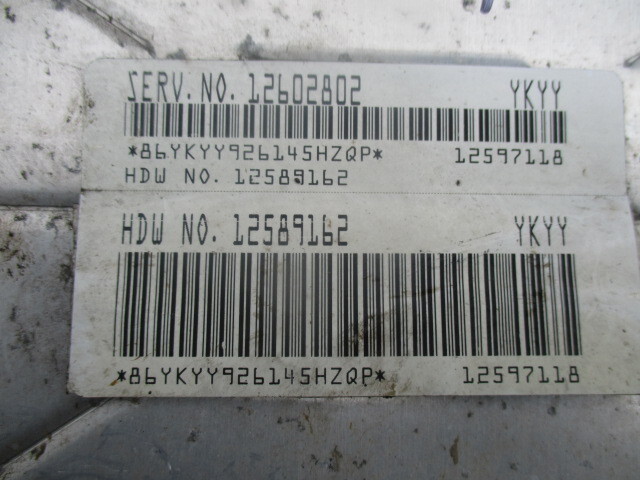 SERV. NO. 12602802 YKYY
*86YKYY926145HZQP* 12597118
HDW NO. 12589162
HDW NO. 12589162 YKYY
*86YKYY926145HZQP* 12597118